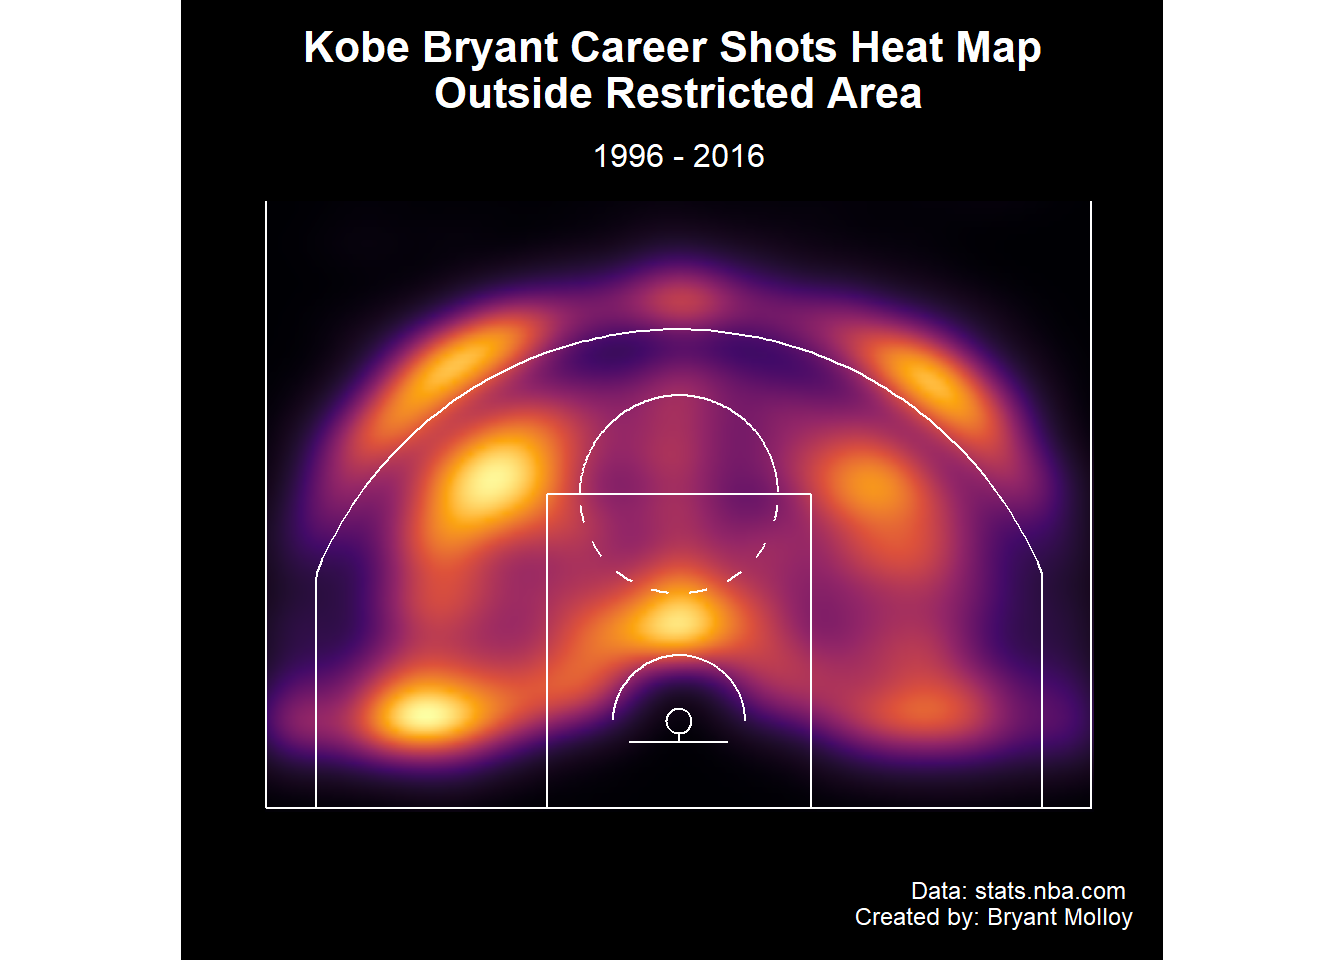 Kobe Bryant Career Shots Heat Map
Outside Restricted Area
1996 - 2016
Data: stats.nba.com
Created by: Bryant Molloy